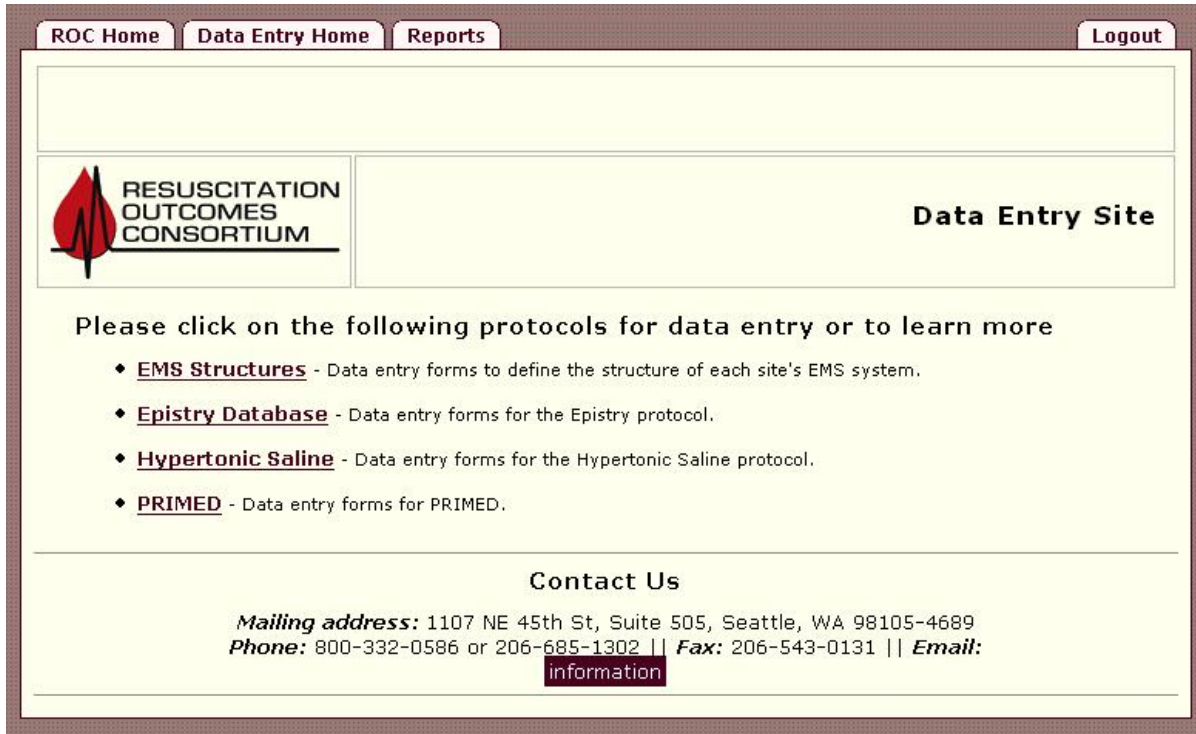 ROC Home Data Entry Home Reports Logout
RESUSCITATION
OUTCOMES
CONSORTIUM
Data Entry Site
Please click on the following protocols for data entry or to learn more
EMS Structures - Data entry forms to define the structure of each site's EMS system.
Epistry Database - Data entry forms for the Epistry protocol.
Hypertonic Saline - Data entry forms for the Hypertonic Saline protocol.
PRIMED - Data entry forms for PRIMED.
Contact Us
Mailing address: 1107 NE 45th St, Suite 505, Seattle, WA 98105-4689
Phone: 800-332-0586 or 206-685-1302 || Fax: 206-543-0131 || Email:
information